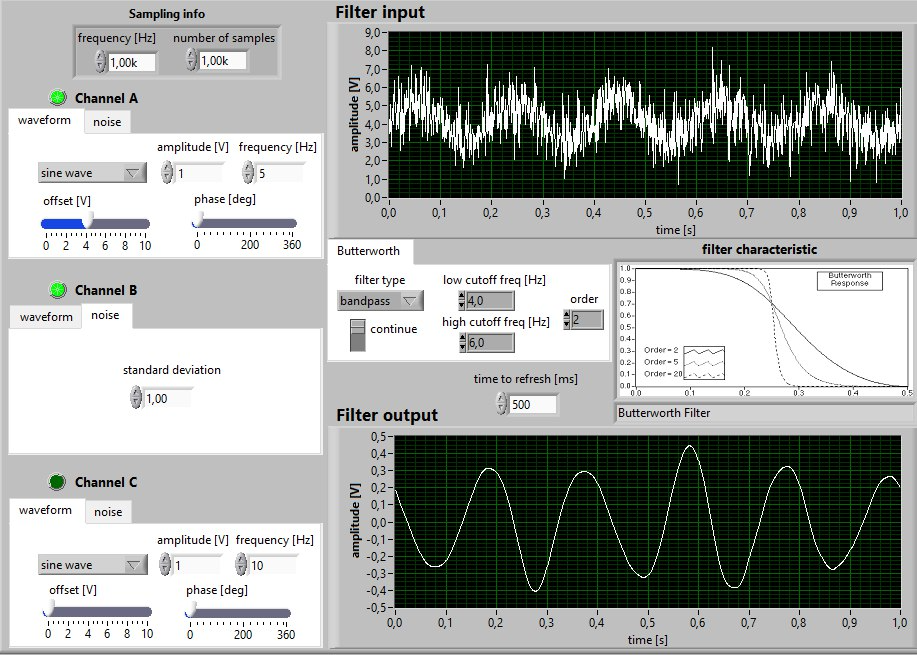 Sampling info
frequency [Hz] number of samples
1,00k 1,00k
Channel A
waveform noise
amplitude [V] frequency [Hz]
sine wave 1 5
offset [V] phase [deg]
0 2 4 6 8 10 0 200 360
Channel B
waveform noise
standard deviation
1,00
Channel C
waveform noise
amplitude [V] frequency [Hz]
sine wave 1 10
offset [V] phase [deg]
0 2 4 6 8 10 0 200 360
Filter input
amplitude [V]
9,0
8,0
7,0
6,0
5,0
4,0
3,0
2,0
1,0
0,0
0,0 0,1 0,2 0,3 0,4 0,5 0,6 0,7 0,8 0,9 1,0
time [s]
Butterworth
filter type low cutoff freq [Hz]
bandpass 4,0
order
continue high cutoff freq [Hz] 2
6,0
time to refresh [ms]
500
filter characteristic
Butterworth
Response
1.0
0.9
0.8
0.7
0.6
0.5
0.4
0.3
0.2
0.1
0.0
Order = 2
Order = 5
Order = 20
0.0 0.1 0.2 0.3 0.4 0.5
Butterworth Filter
Filter output
amplitude [V]
0,5
0,4
0,3
0,2
0,1
0,0
-0,1
-0,2
-0,3
-0,4
-0,5
0,0 0,1 0,2 0,3 0,4 0,5 0,6 0,7 0,8 0,9 1,0
time [s]